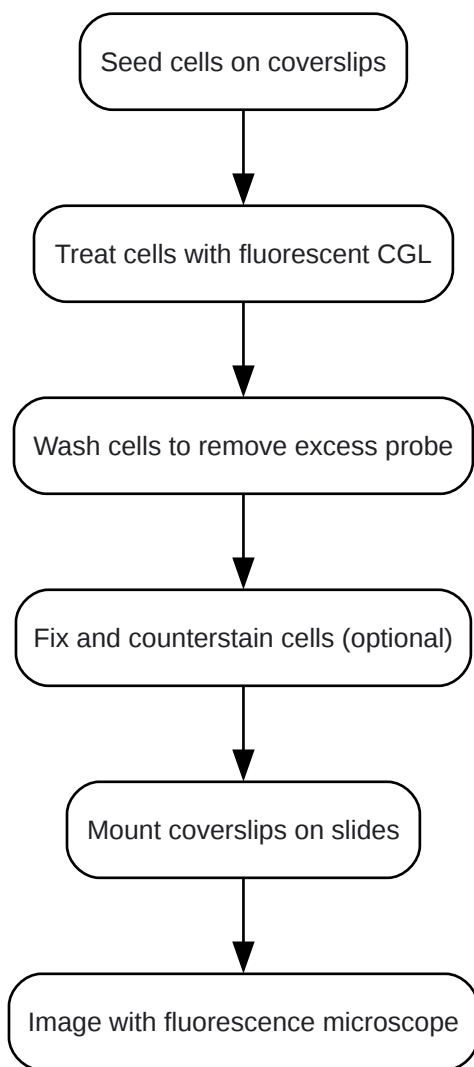 Seed cells on coverslips
Treat cells with fluorescent CGL
Wash cells to remove excess probe
Fix and counterstain cells (optional)
Mount coverslips on slides
Image with fluorescence microscope